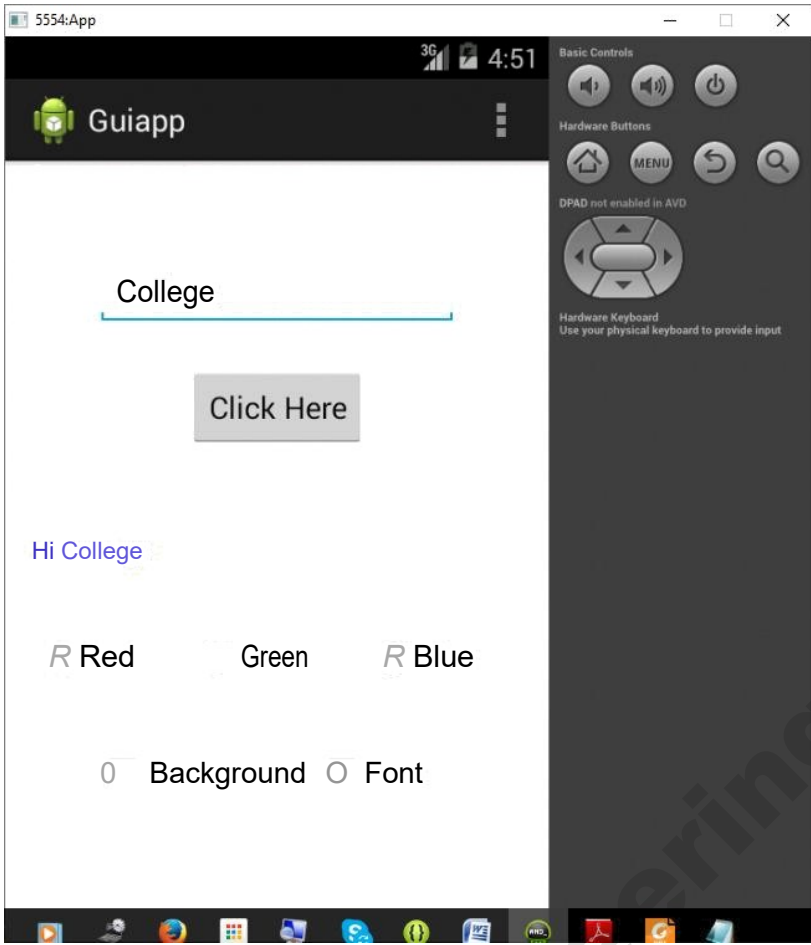 5554:App
3G 4:51
Guiapp
Basic Controls
Hardware Buttons
MENU
DPAD not enabled in AVD
Hardware Keyboard
Use your physical keyboard to provide input
College
Click Here
Hi College
R Red Green R Blue
0 Background O Font
ering